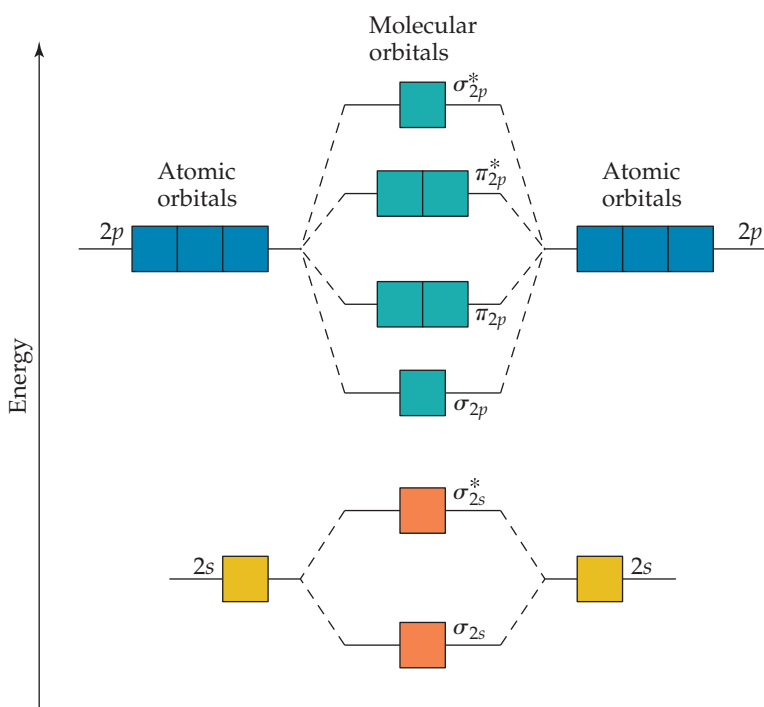 Molecular
orbitals
σ*2p
Atomic
orbitals
π*2p
Atomic
orbitals
2p
2p
π2p
σ2p
Energy
σ*2s
2s
2s
σ2s